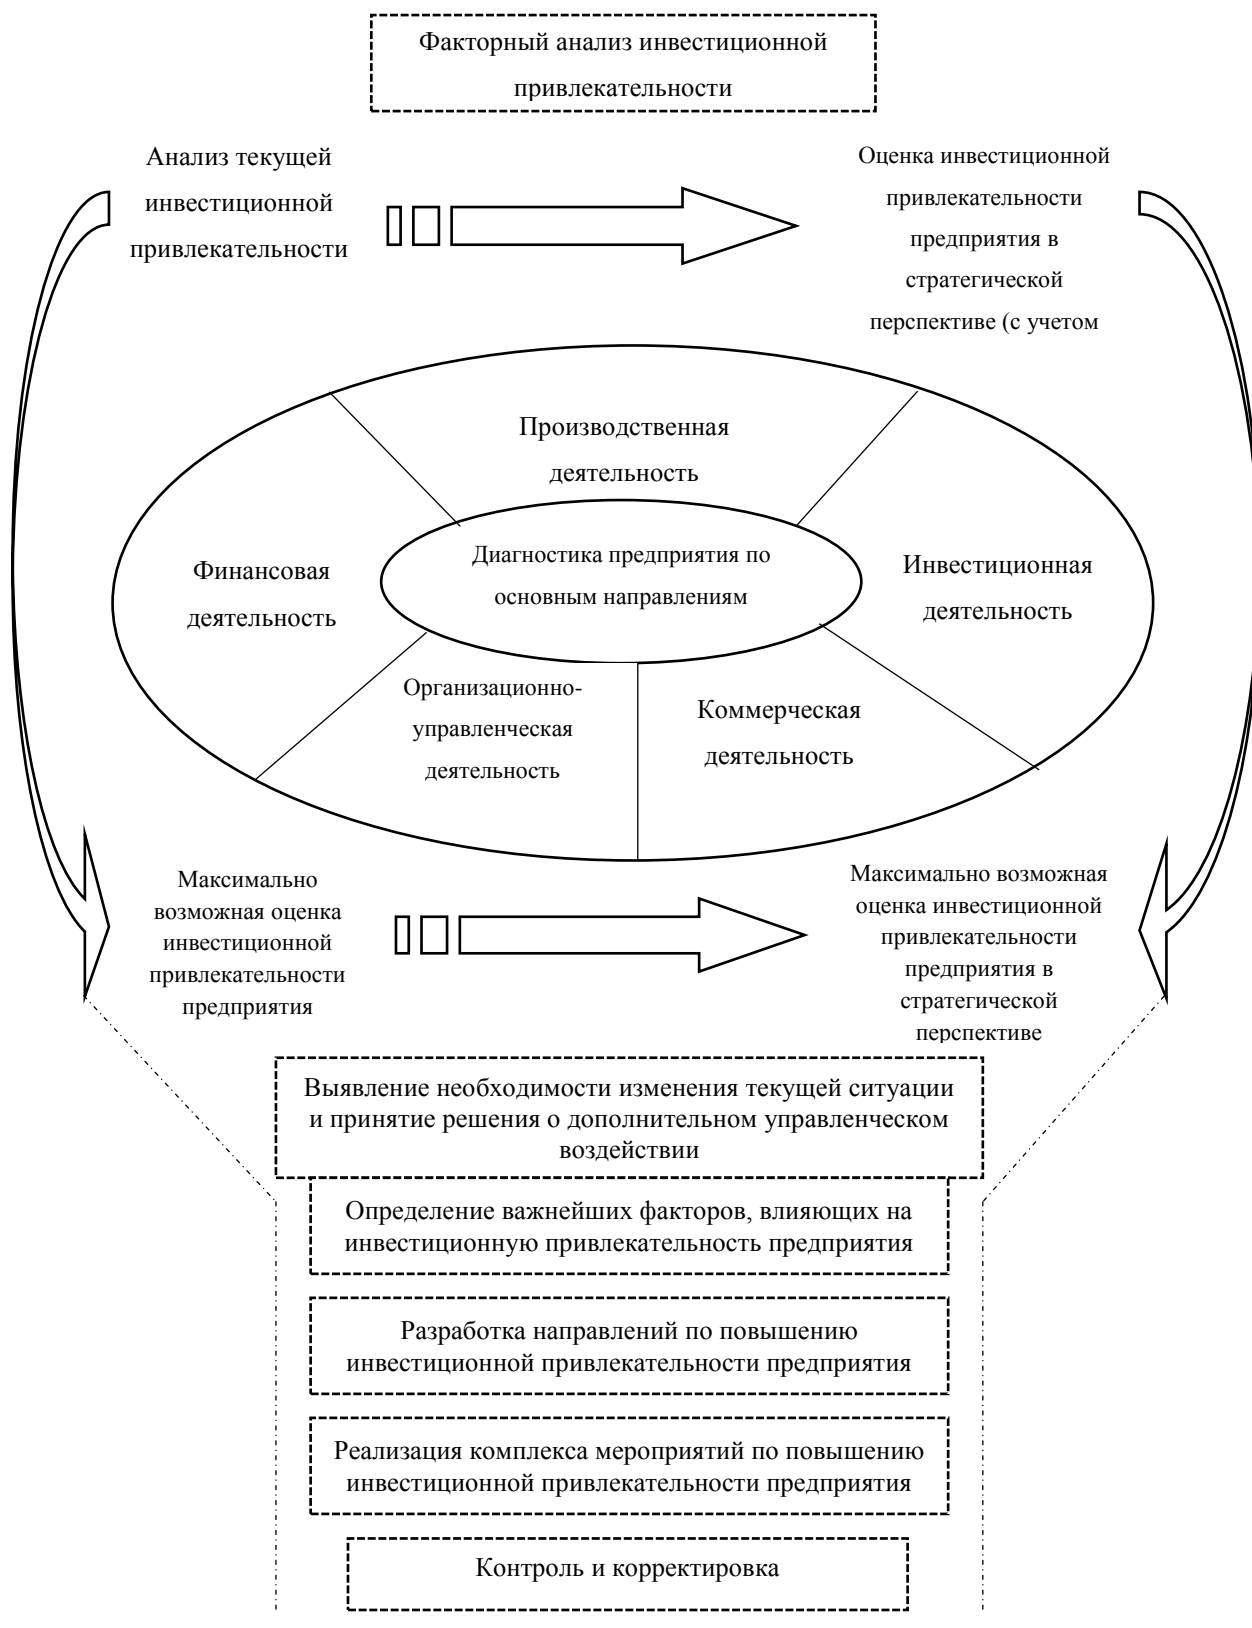 Факторный анализ инвестиционной
привлекательности
Анализ текущей
инвестиционной
привлекательности
Оценка инвестиционной
привлекательности
предприятия в
стратегической
перспективе (с учетом
Производственная
деятельность
Финансовая
деятельность
Диагностика предприятия по
основным направлениям
Инвестиционная
деятельность
Организационно-
управленческая
деятельность
Коммерческая
деятельность
Максимально
возможная оценка
инвестиционной
привлекательности
предприятия
Максимально возможная
оценка инвестиционной
привлекательности
предприятия в
стратегической
перспективе
Выявление необходимости изменения текущей ситуации
и принятие решения о дополнительном управленческом
воздействии
Определение важнейших факторов, влияющих на
инвестиционную привлекательность предприятия
Разработка направлений по повышению
инвестиционной привлекательности предприятия
Реализация комплекса мероприятий по повышению
инвестиционной привлекательности предприятия
Контроль и корректировка